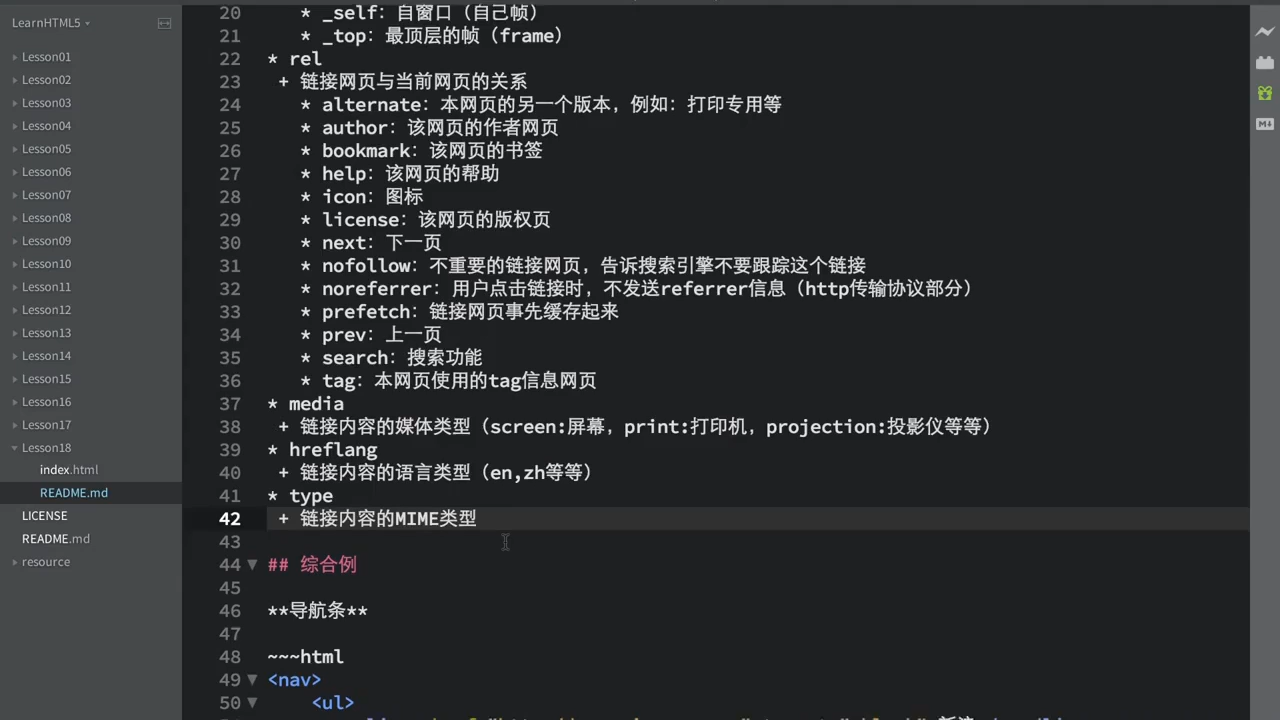 LearnHTML5
Lesson01
Lesson02
Lesson03
Lesson04
Lesson05
Lesson06
Lesson07
Lesson08
Lesson09
Lesson10
Lesson11
Lesson12
Lesson13
Lesson14
Lesson15
Lesson16
Lesson17
Lesson18
index.html
README.md
LICENSE
README.md
resource
20 * _self：自窗口（自己帧）
21 * _top：最顶层的帧（frame）
22 * rel
23 + 链接网页与当前网页的关系
24 * alternate：本网页的另一个版本，例如：打印专用等
25 * author：该网页的作者网页
26 * bookmark：该网页的书签
27 * help：该网页的帮助
28 * icon：图标
29 * license：该网页的版权页
30 * next：下一页
31 * nofollow：不重要的链接网页，告诉搜索引擎不要跟踪这个链接
32 * noreferrer：用户点击链接时，不发送referrer信息（http传输协议部分）
33 * prefetch：链接网页事先缓存起来
34 * prev：上一页
35 * search：搜索功能
36 * tag：本网页使用的tag信息网页
37 * media
38 + 链接内容的媒体类型（screen:屏幕，print:打印机，projection:投影仪等等）
39 * hreflang
40 + 链接内容的语言类型（en,zh等等）
41 * type
42 + 链接内容的MIME类型
43
44 ## 综合例
45
46 **导航条**
47
48 ~~~html
49 <nav>
50 <ul>